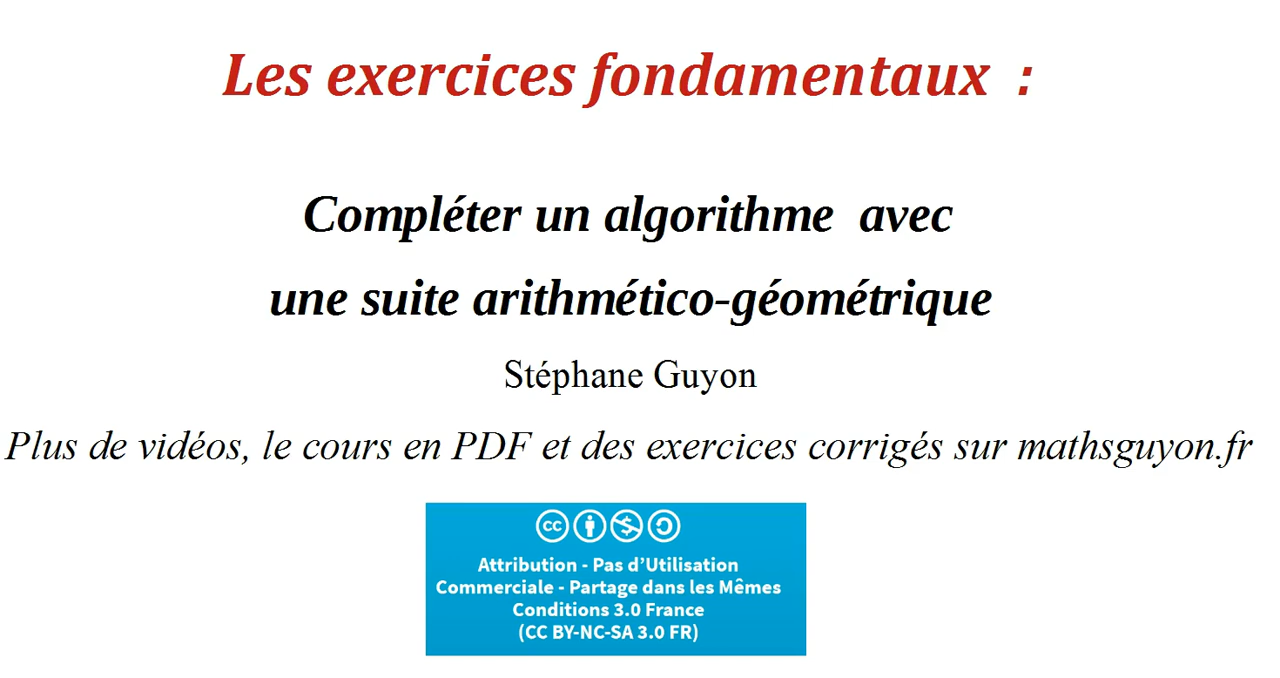 Les exercices fondamentaux :
Compléter un algorithme avec
une suite arithmético-géométrique
Stéphane Guyon
Plus de vidéos, le cours en PDF et des exercices corrigés sur mathsguyon.fr
cc
Attribution - Pas d’Utilisation
Commerciale - Partage dans les Mêmes
Conditions 3.0 France
(CC BY-NC-SA 3.0 FR)